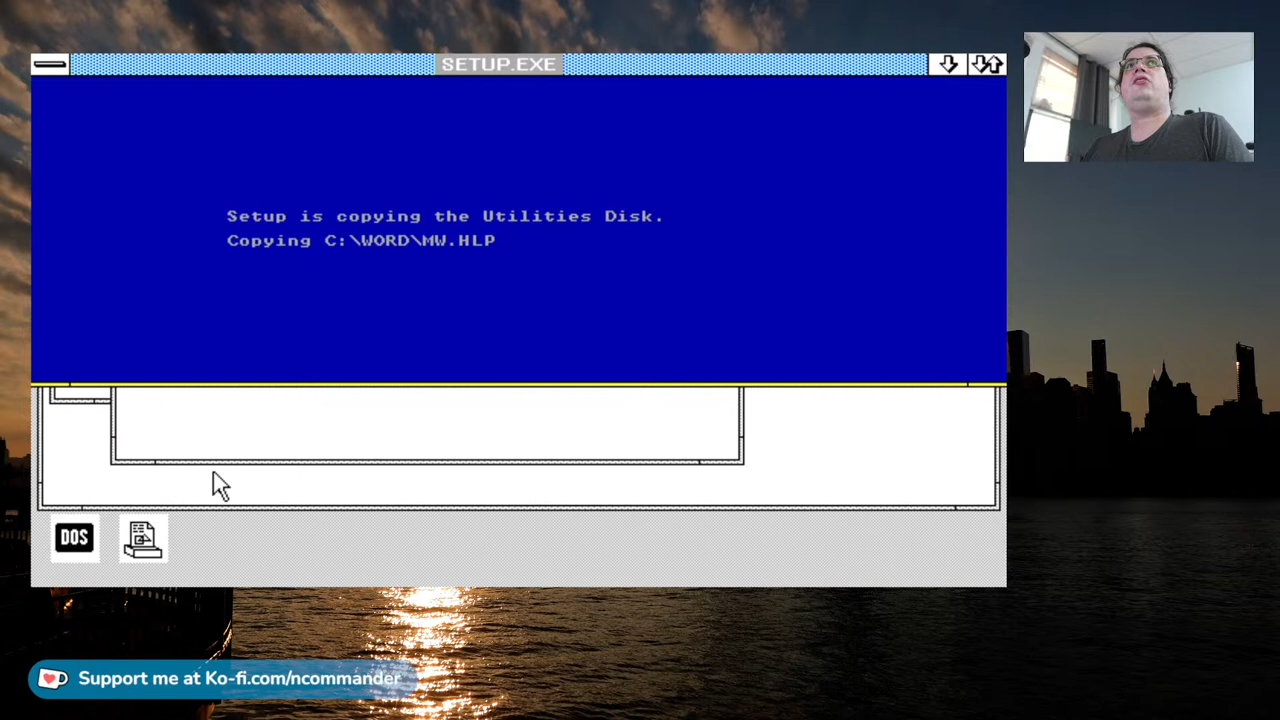 SETUP.EXE
Setup is copying the Utilities Disk.
Copying C:\WORD\MW.HLP
DOS
Support me at Ko-fi.com/ncommander